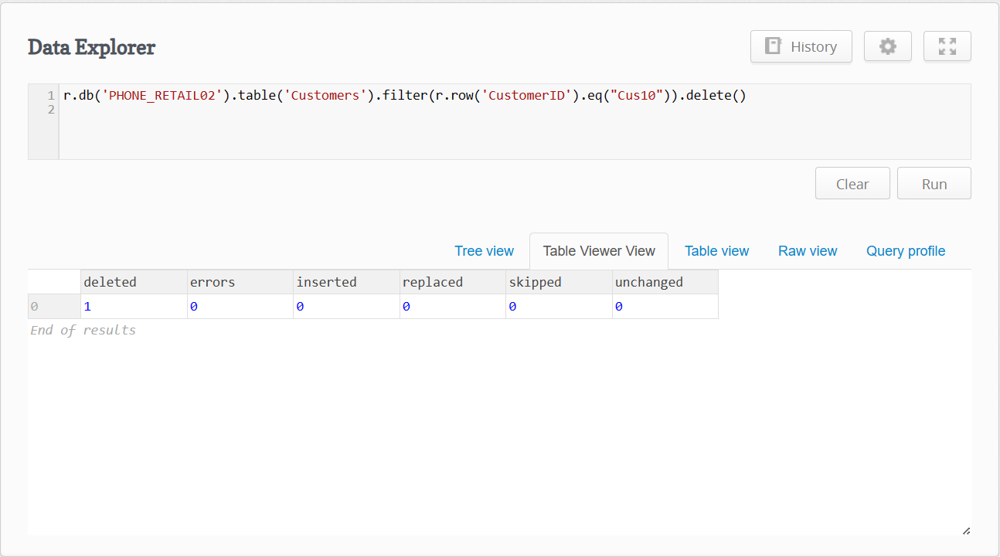 Data Explorer
History
1 r.db('PHONE_RETAIL02').table('Customers').filter(r.row('CustomerID').eq("Cus10")).delete()
2
Clear Run
Tree view Table Viewer View Table view Raw view Query profile
deleted errors inserted replaced skipped unchanged
0 1 0 0 0 0 0
End of results